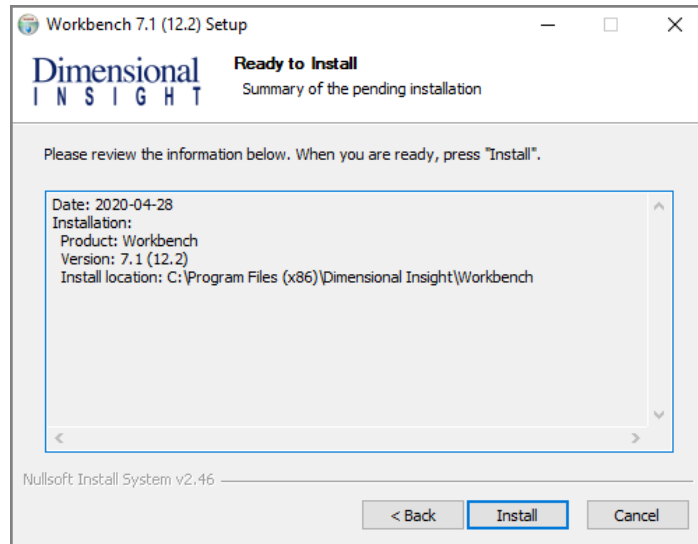 Workbench 7.1 (12.2) Setup
Dimensional
INSIGHT
Ready to Install
Summary of the pending installation
Please review the information below. When you are ready, press "Install".
Date: 2020-04-28
Installation:
Product: Workbench
Version: 7.1 (12.2)
Install location: C:\Program Files (x86)\Dimensional Insight\Workbench
Nullsoft Install System v2.46
< Back
Install
Cancel